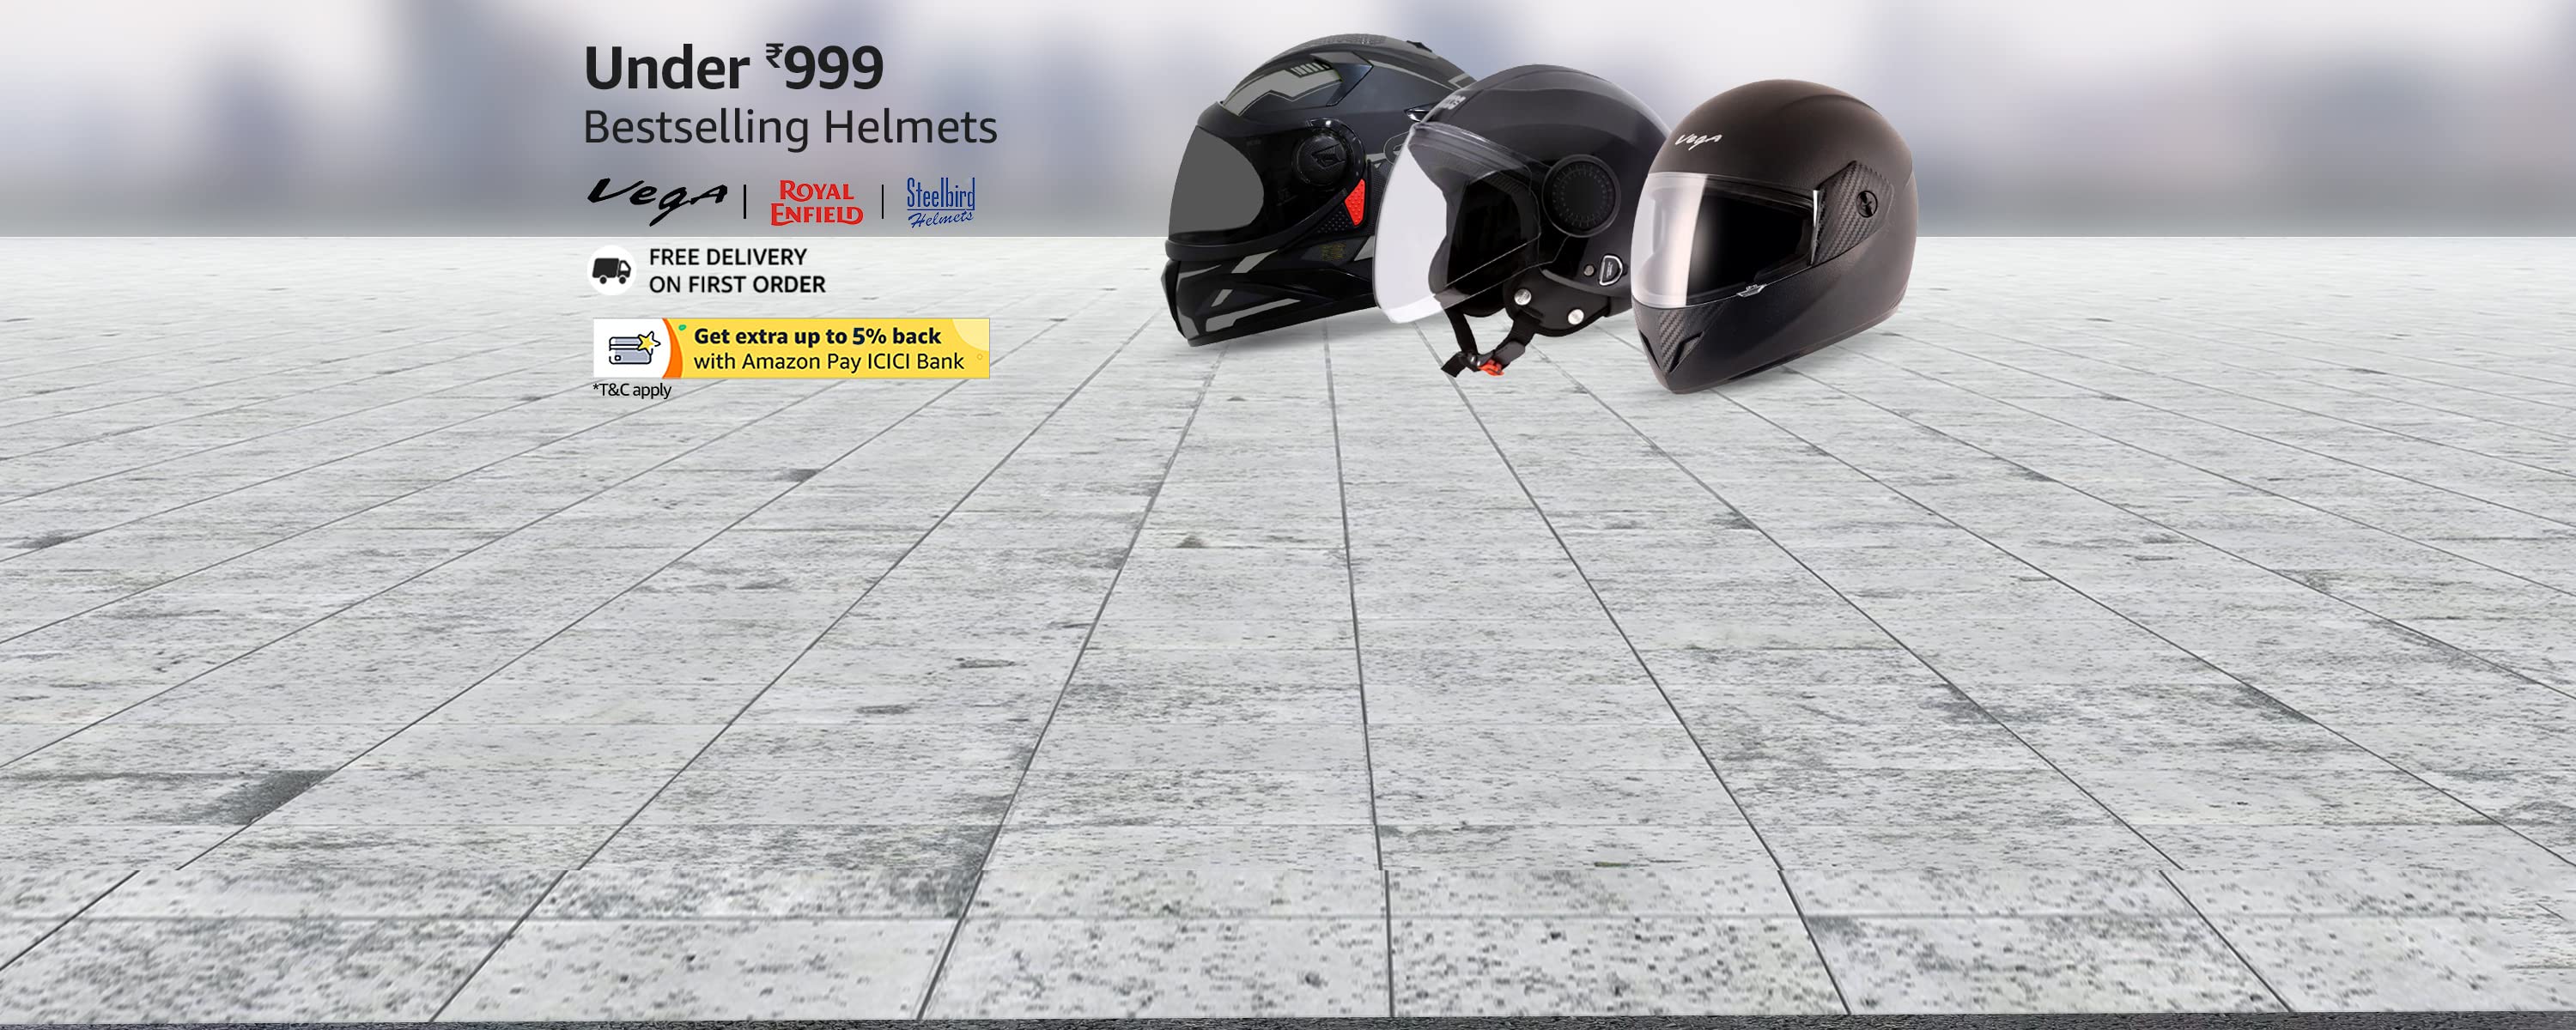 Under ₹999
Bestselling Helmets
VegA | ROYAL ENFIELD | Steelbird Helmets
FREE DELIVERY
ON FIRST ORDER
Get extra up to 5% back
with Amazon Pay ICICI Bank
*T&C apply
Vega